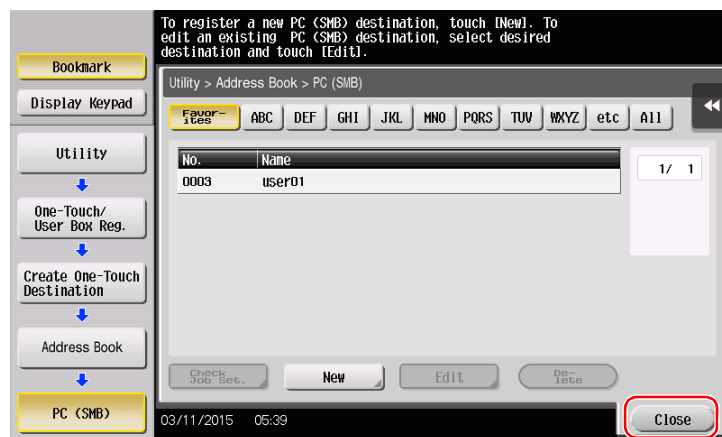 To register a new PC (SMB) destination, touch [New]. To
edit an existing PC (SMB) destination, select desired
destination and touch [Edit].
Bookmark
Display Keypad
Utility
One-Touch/
User Box Reg.
Create One-Touch
Destination
Address Book
PC (SMB)
Utility > Address Book > PC (SMB)
Favor-
ites
ABC
DEF
GHI
JKL
MNO
PQRS
TUV
WXYZ
etc
All
No. Name
0003 user01
1/ 1
Check
Job Set.
New
Edit
De-
lete
03/11/2015 05:39
Close